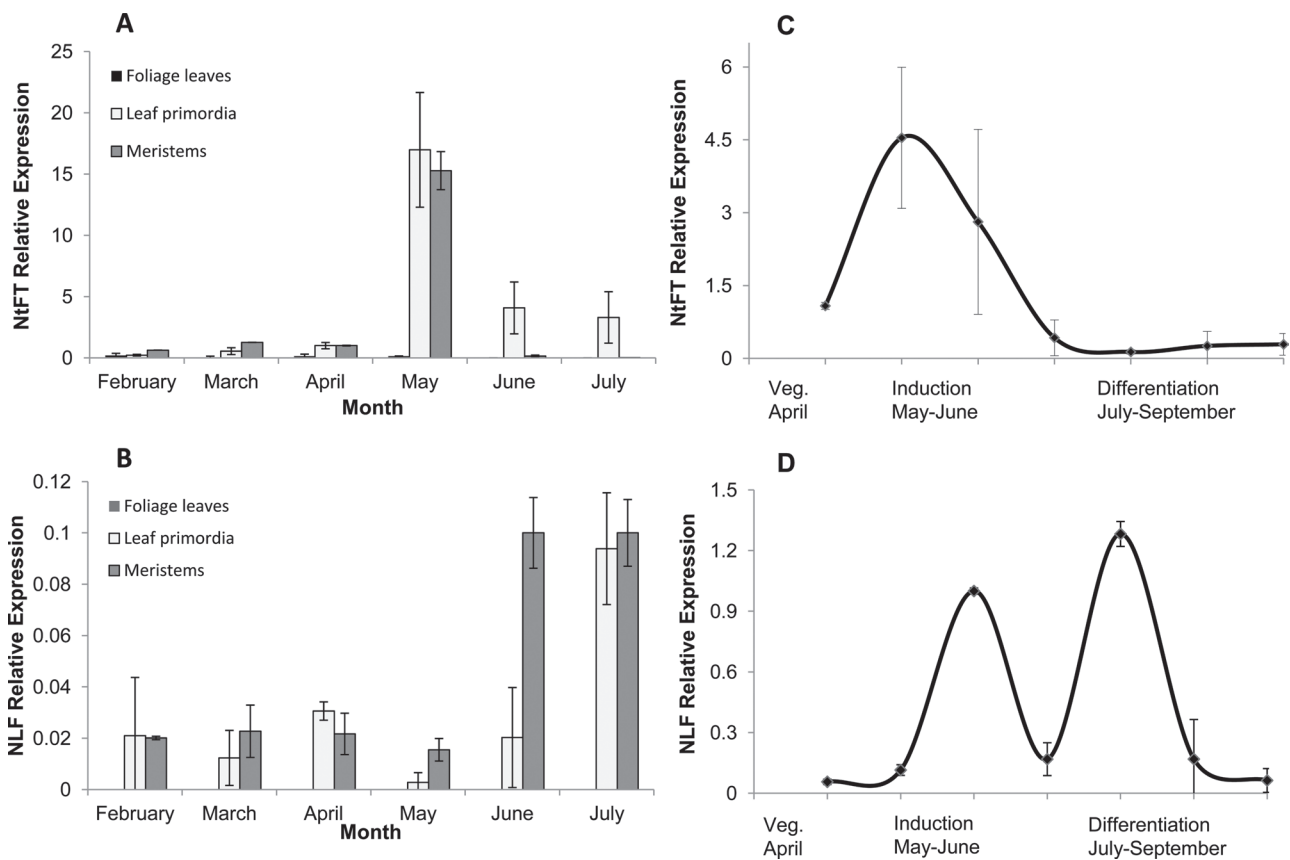 A
NtFT Relative Expression
25
20
15
10
5
0
Foliage leaves
Leaf primordia
Meristems
February March April May June July
Month
C
NtFT Relative Expression
6
4.5
3
1.5
0
Veg. Induction Differentiation
April May-June July-September
B
NLF Relative Expression
0.12
0.1
0.08
0.06
0.04
0.02
0
Foliage leaves
Leaf primordia
Meristems
February March April May June July
Month
D
NLF Relative Expression
1.5
1.2
0.9
0.6
0.3
0
Veg. Induction Differentiation
April May-June July-September